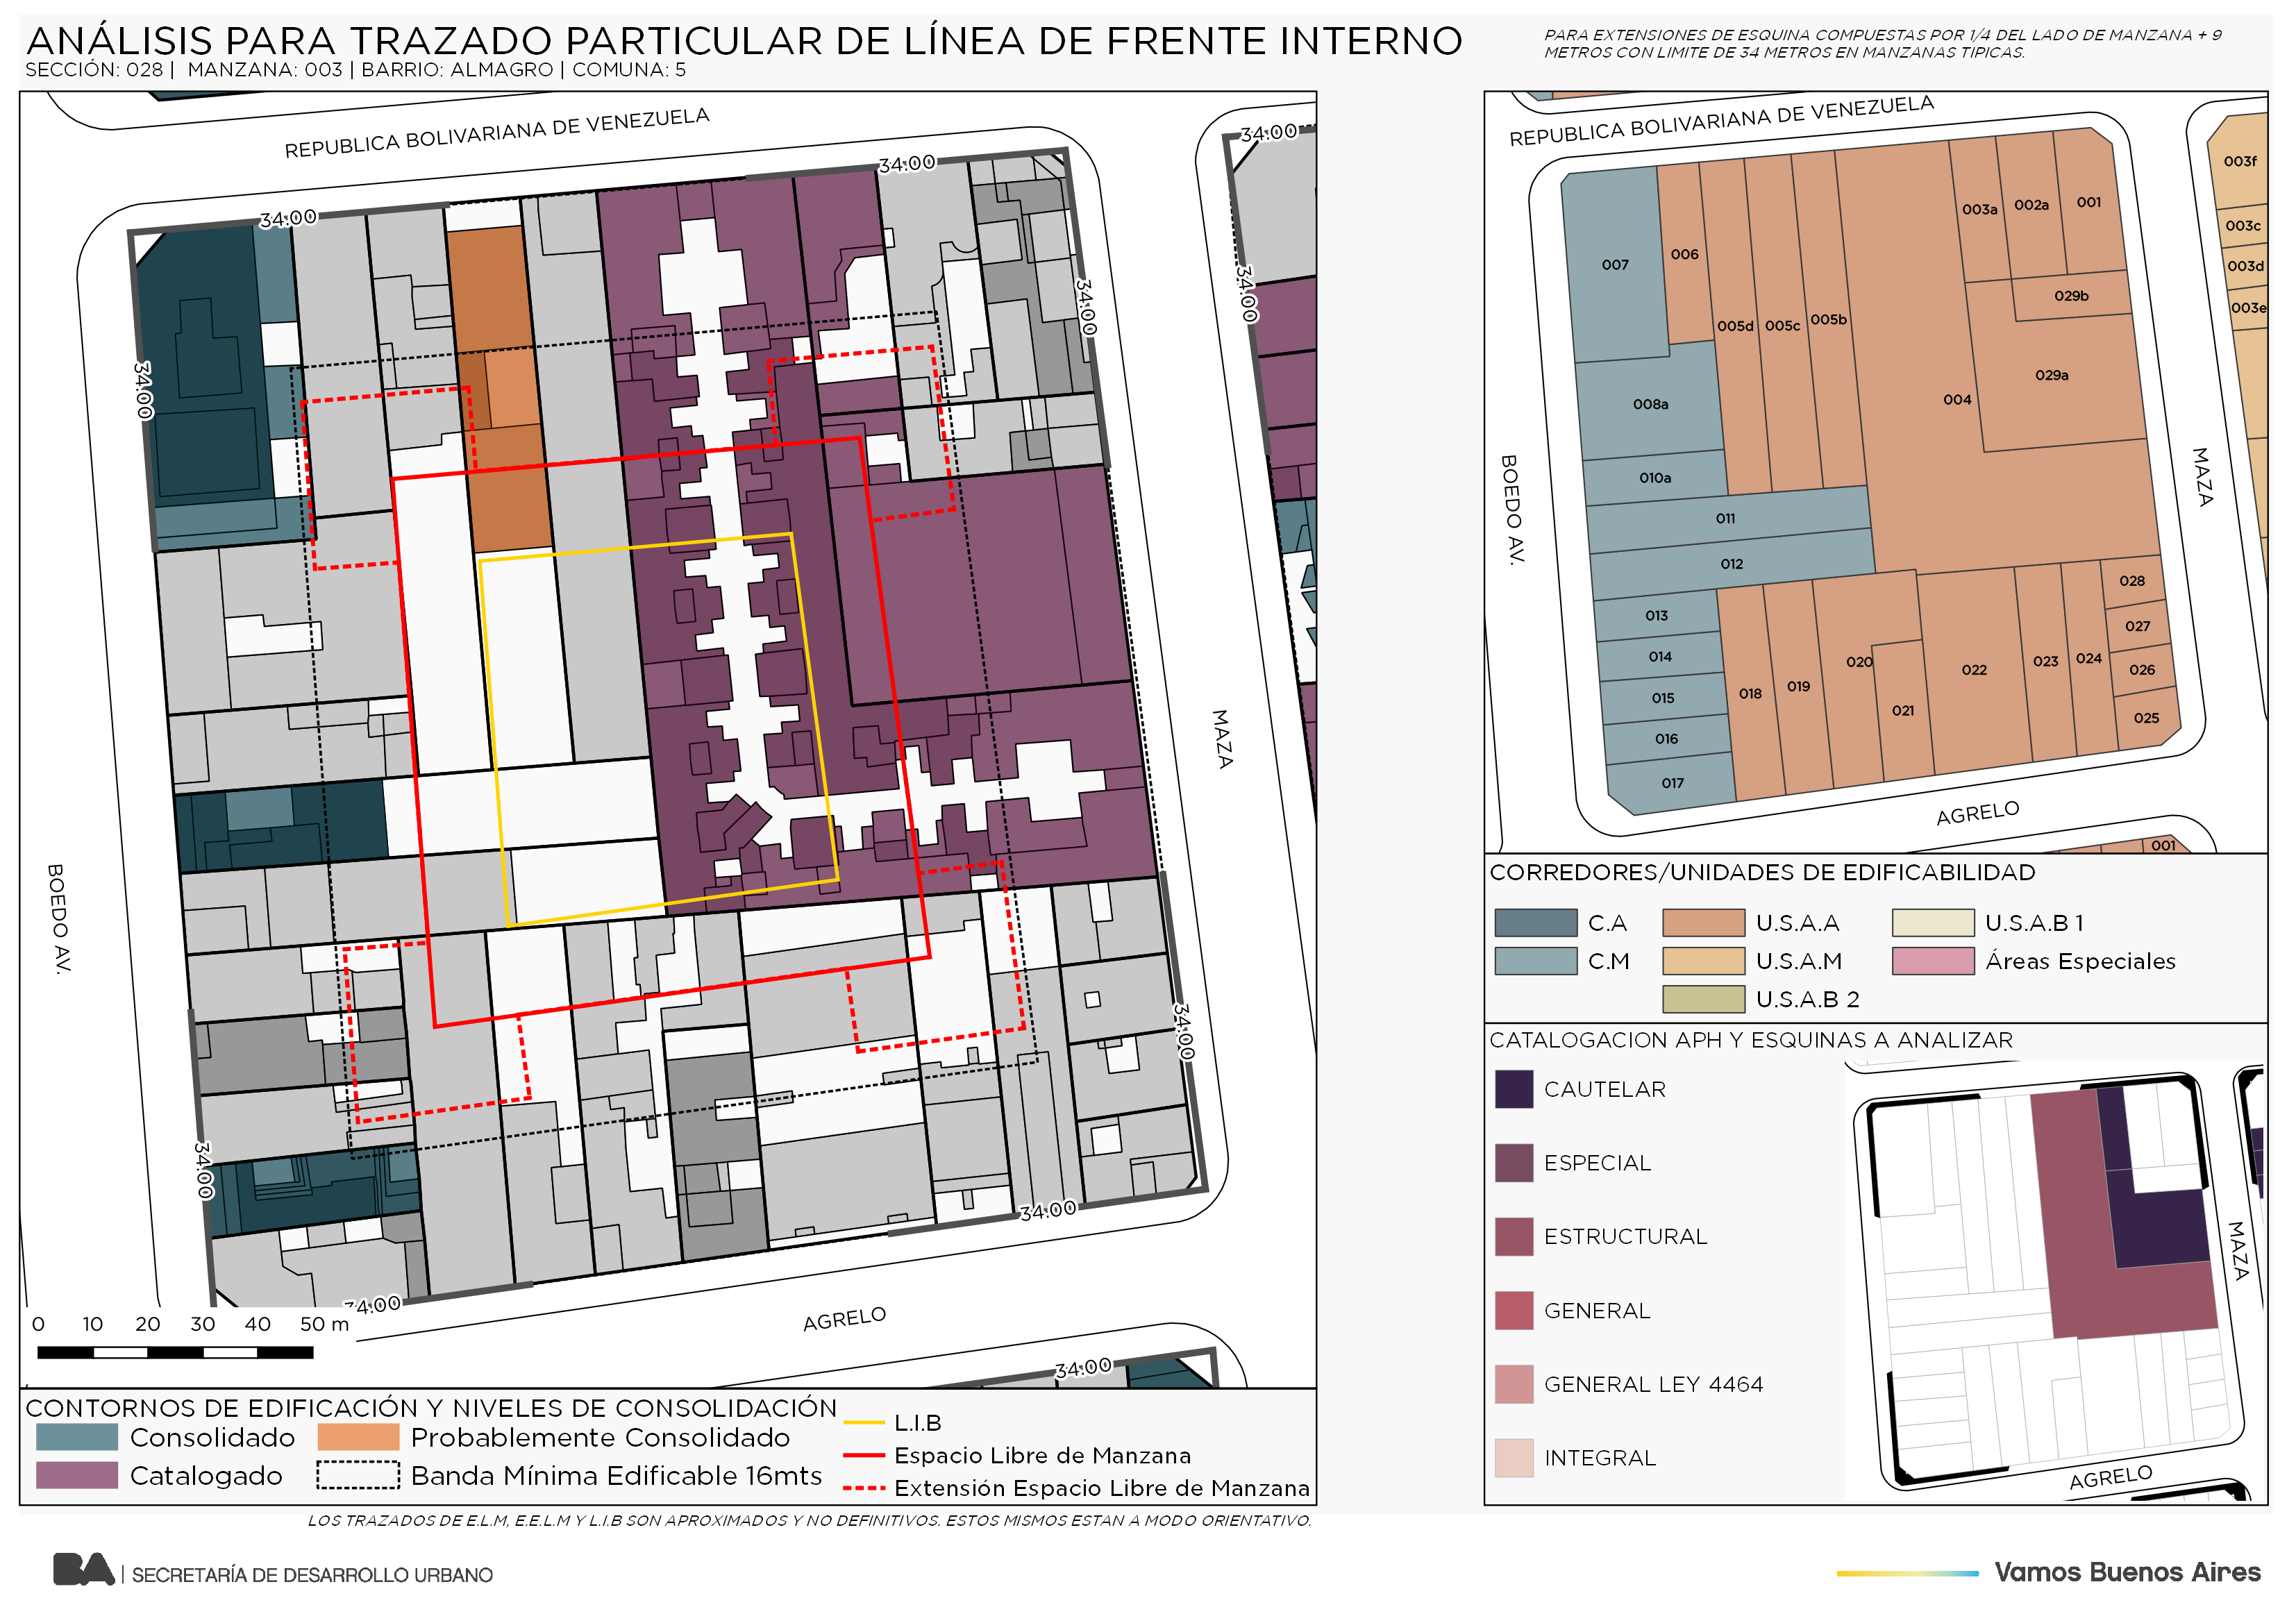 ANÁLISIS PARA TRAZADO PARTICULAR DE LÍNEA DE FRENTE INTERNO
SECCIÓN: 028 | MANZANA: 003 | BARRIO: ALMAGRO | COMUNA: 5
PARA EXTENSIONES DE ESQUINA COMPUESTAS POR 1/4 DEL LADO DE MANZANA + 9
METROS CON LIMITE DE 34 METROS EN MANZANAS TIPICAS.
REPUBLICA BOLIVARIANA DE VENEZUELA
34:00
34:00
34:00
34:00
34:00
34:00
MAZA
BOEDO AV.
34:00
34:00
34:00
34:00
AGRELO
34:00
0 10 20 30 40 50 m
CONTORNOS DE EDIFICACIÓN Y NIVELES DE CONSOLIDACIÓN
Consolidado
Probablemente Consolidado
Catalogado
Banda Mínima Edificable 16mts
L.I.B
Espacio Libre de Manzana
Extensión Espacio Libre de Manzana
LOS TRAZADOS DE E.L.M, E.E.L.M Y L.I.B SON APROXIMADOS Y NO DEFINITIVOS. ESTOS MISMOS ESTAN A MODO ORIENTATIVO.
REPUBLICA BOLIVARIANA DE VENEZUELA
003f
003c
003d
003e
007
006
005d
005c
005b
003a
002a
001
029b
029a
004
008a
010a
011
012
013
014
015
016
017
018
019
020
021
022
023
024
028
027
026
025
BOEDO AV.
MAZA
AGRELO
001
CORREDORES/UNIDADES DE EDIFICABILIDAD
C.A
U.S.A.A
U.S.A.B 1
C.M
U.S.A.M
Áreas Especiales
U.S.A.B 2
CATALOGACION APH Y ESQUINAS A ANALIZAR
CAUTELAR
ESPECIAL
ESTRUCTURAL
GENERAL
GENERAL LEY 4464
INTEGRAL
MAZA
AGRELO
BA | SECRETARÍA DE DESARROLLO URBANO
Vamos Buenos Aires